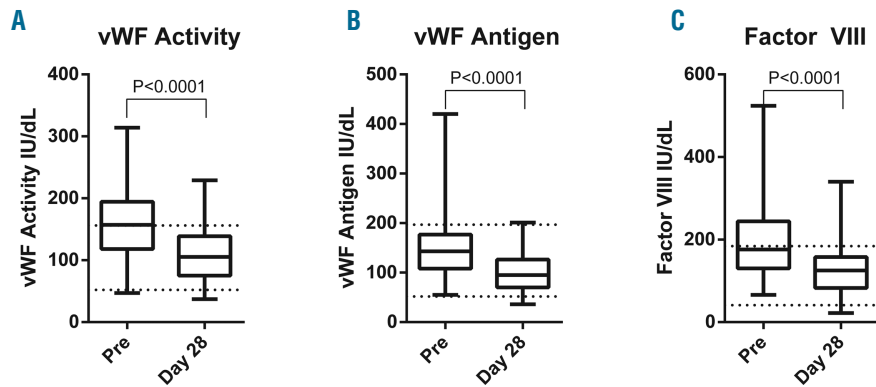 A
vWF Activity
vWF Activity IU/dL
400
300
200
100
0
P<0.0001
Pre
Day 28
B
vWF Antigen
vWF Antigen IU/dL
500
400
300
200
100
0
P<0.0001
Pre
Day 28
C
Factor VIII
Factor VIII IU/dL
600
400
200
0
P<0.0001
Pre
Day 28